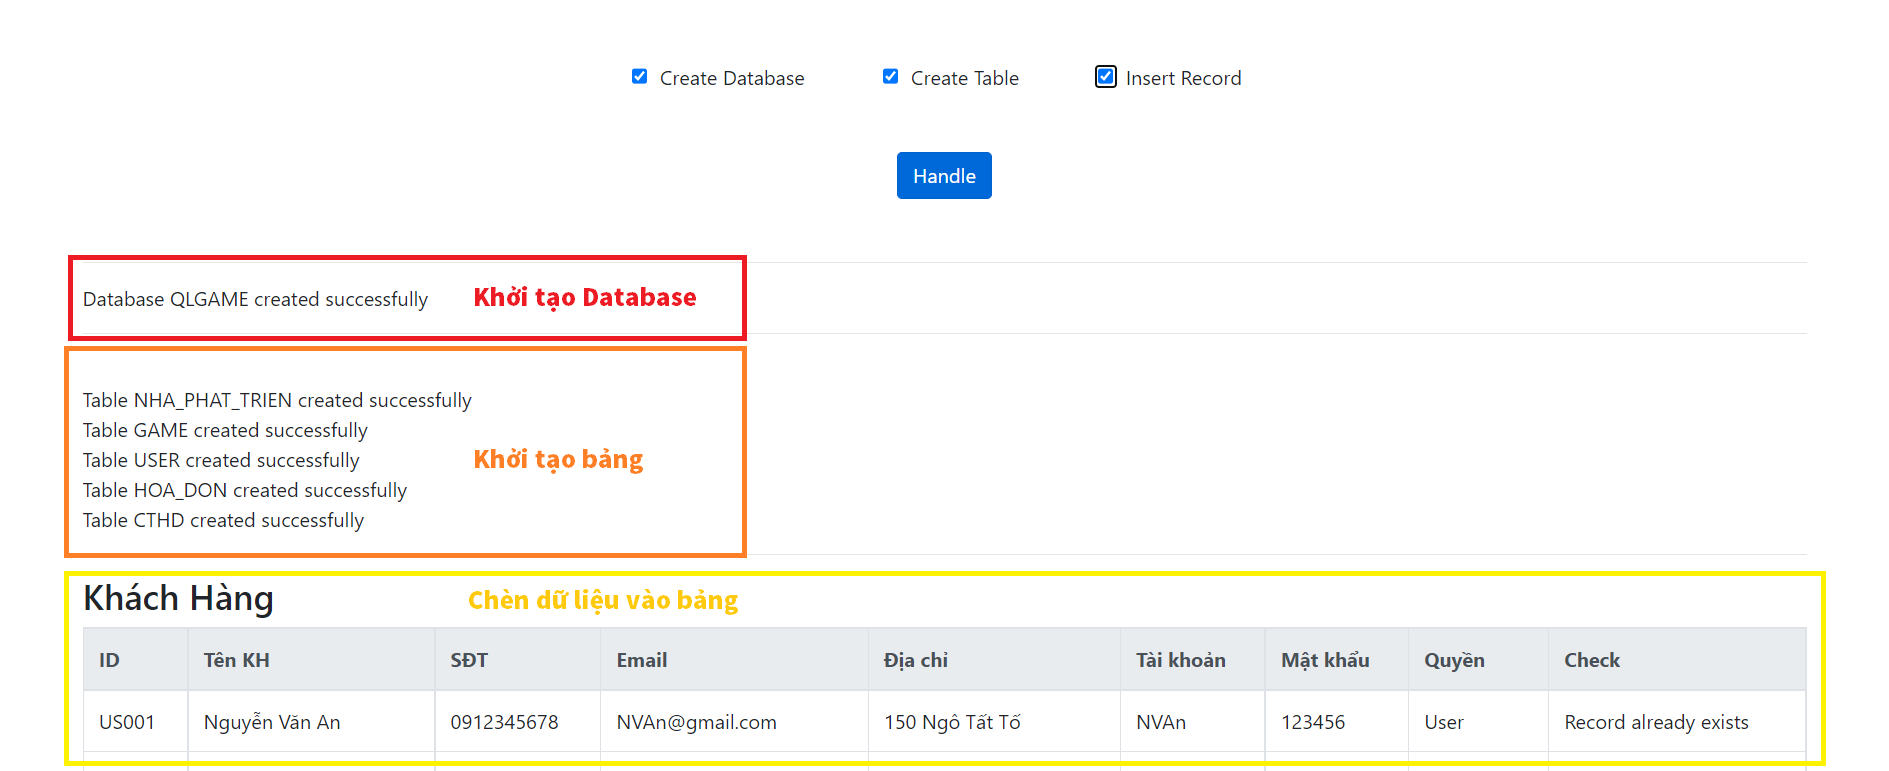 Create Database Create Table Insert Record
Handle
Database QLGAME created successfully Khởi tạo Database
Table NHA_PHAT_TRIEN created successfully
Table GAME created successfully
Table USER created successfully Khởi tạo bảng
Table HOA_DON created successfully
Table CTHD created successfully
Khách Hàng Chèn dữ liệu vào bảng
ID Tên KH SĐT Email Địa chỉ Tài khoản Mật khẩu Quyền Check
US001 Nguyễn Văn An 0912345678 NVAn@gmail.com 150 Ngô Tất Tố NVAn 123456 User Record already exists